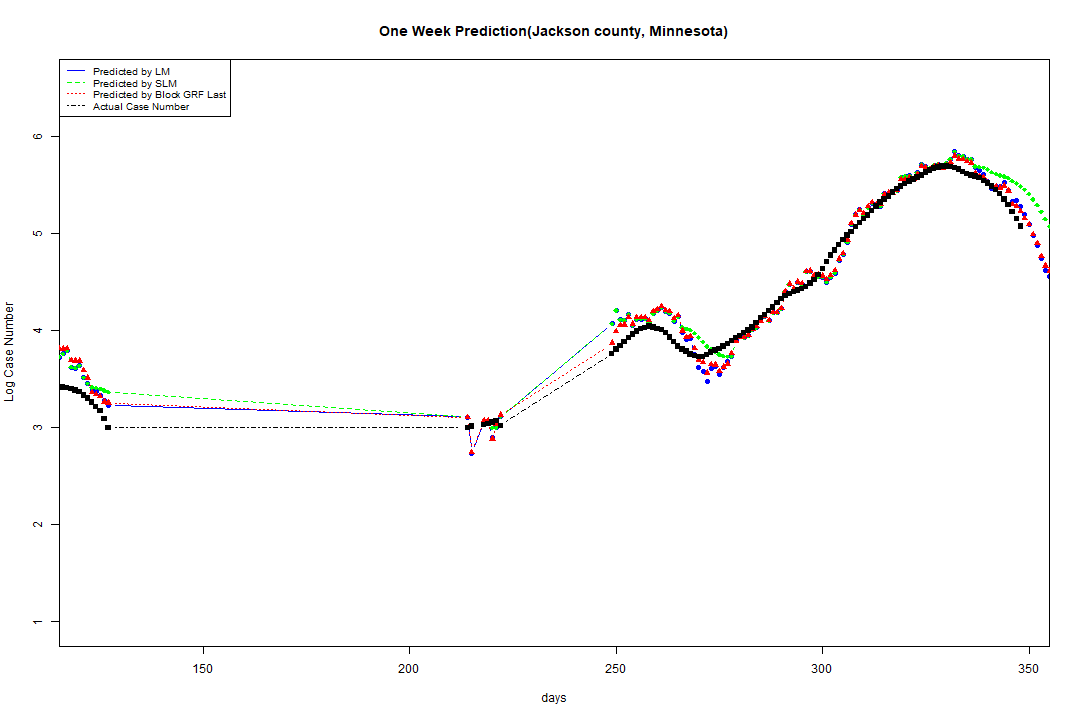 One Week Prediction(Jackson county, Minnesota)
Predicted by LM
Predicted by SLM
Predicted by Block GRF Last
Actual Case Number
Log Case Number
6
5
4
3
2
1
150
200
250
300
350
days